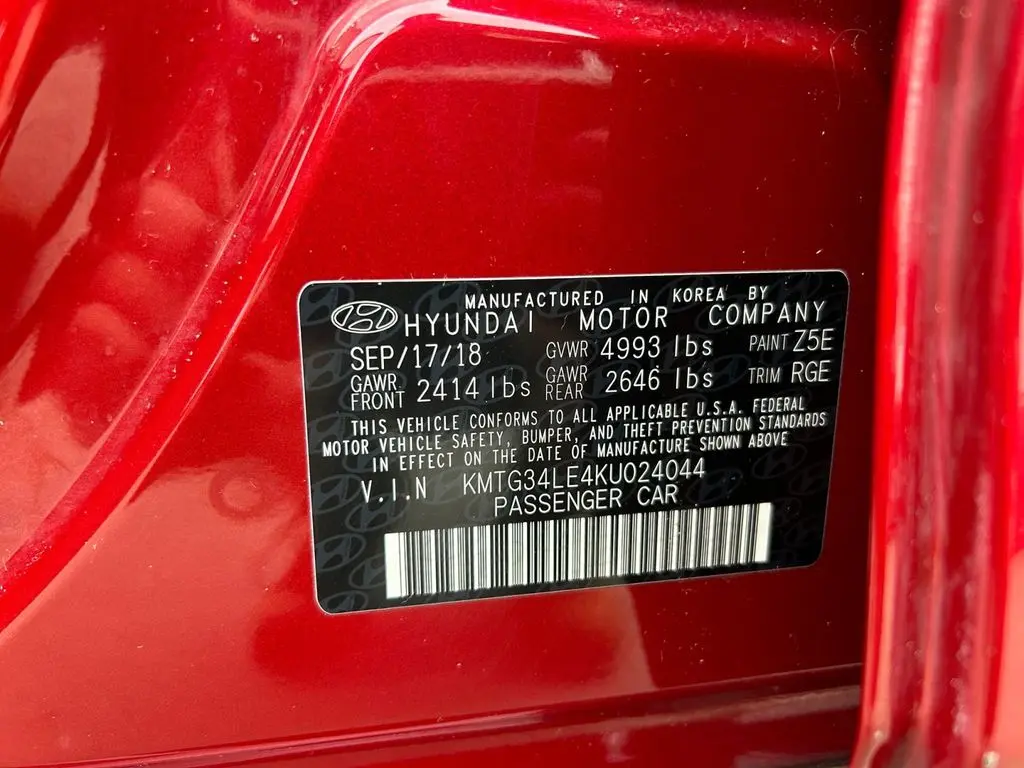 MANUFACTURED IN KOREA BY
HYUNDAI MOTOR COMPANY
SEP/17/18 GVWR 4993 lbs PAINT Z5E
GAWR FRONT 2414 lbs GAWR REAR 2646 lbs TRIM RGE
THIS VEHICLE CONFORMS TO ALL APPLICABLE U.S.A. FEDERAL
MOTOR VEHICLE SAFETY, BUMPER, AND THEFT PREVENTION STANDARDS
IN EFFECT ON THE DATE OF MANUFACTURE SHOWN ABOVE
V.I.N KMTG34LE4KU024044
PASSENGER CAR